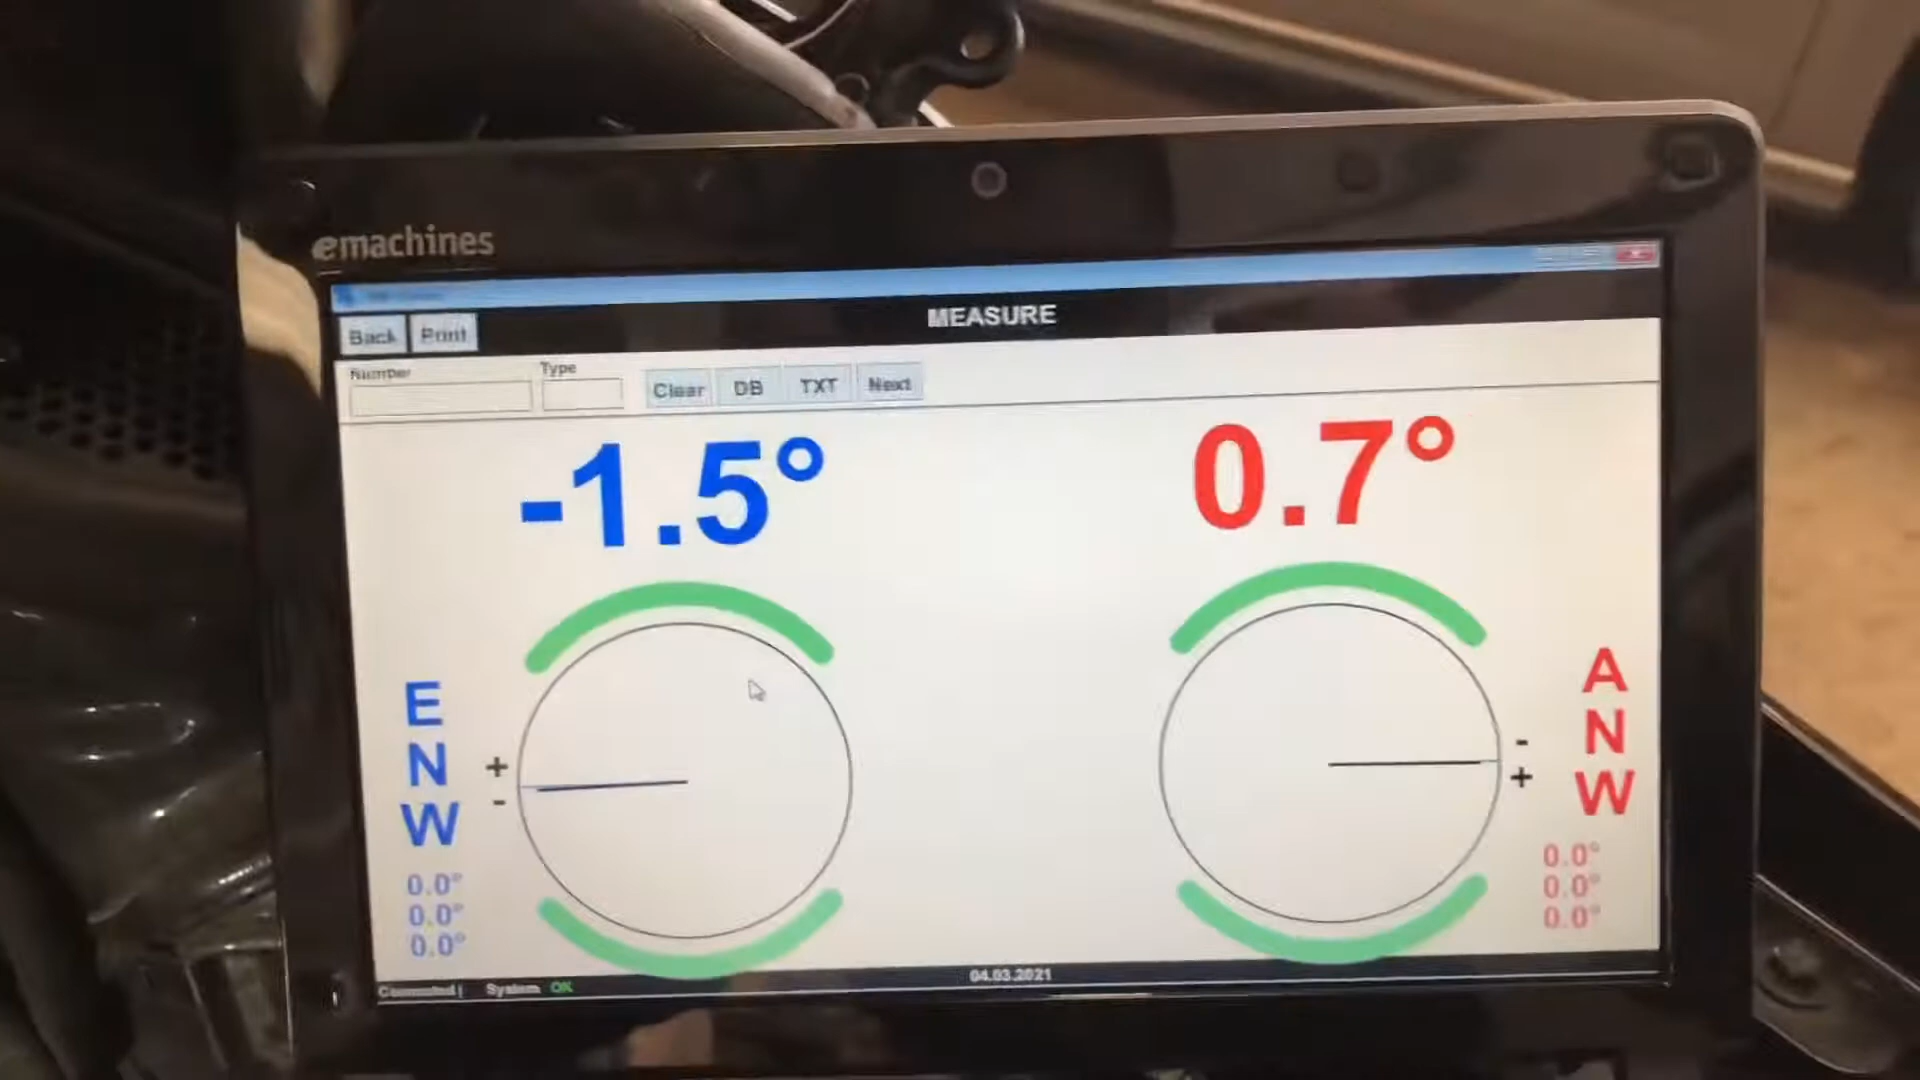 emachines
MEASURE
Back Print
Number Type
Clear DB TXT Next
-1.5° 0.7°
E
N
W
+
-
0.0°
0.0°
0.0°
-
+
A
N
W
0.0°
0.0°
0.0°
Connected | System OK 04.03.2021